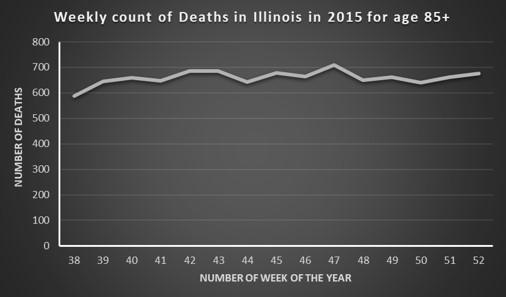 Weekly count of Deaths in Illinois in 2015 for age 85+
800
700
600
500
400
300
200
100
0
NUMBER OF DEATHS
38 39 40 41 42 43 44 45 46 47 48 49 50 51 52
NUMBER OF WEEK OF THE YEAR